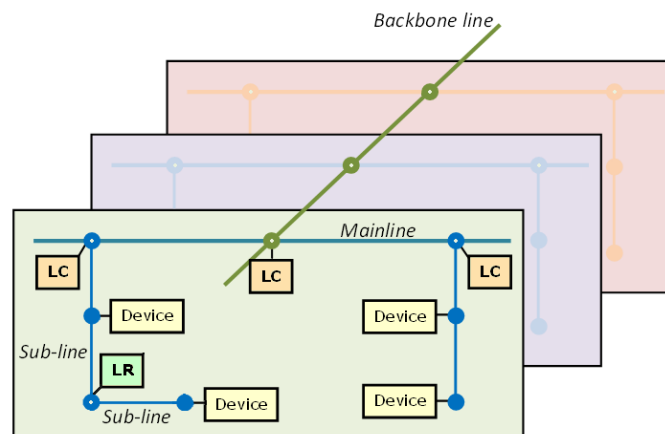 Backbone line
Mainline
LC
LC
LC
Device
Device
Sub-line
LR
Sub-line
Device
Device